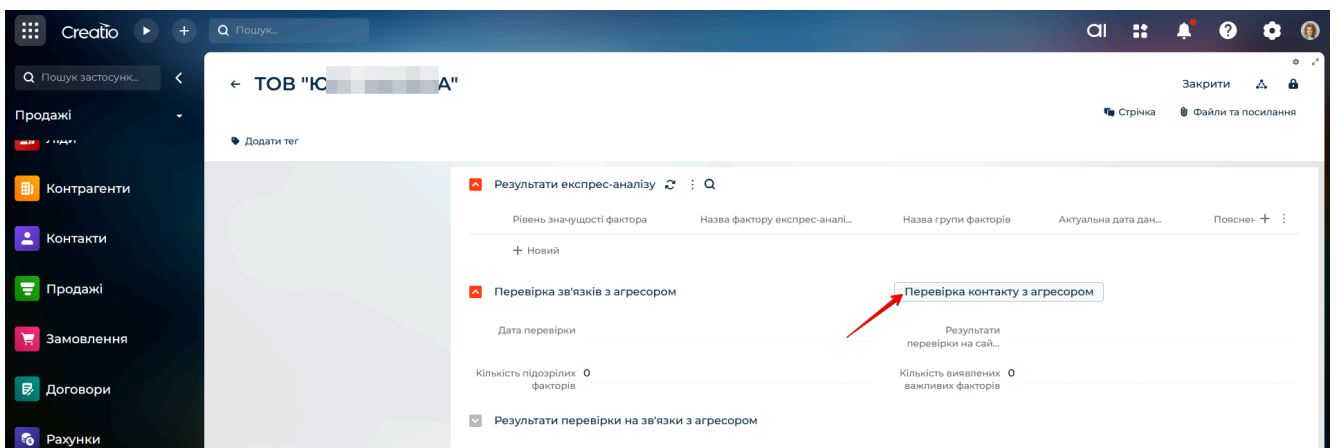 Creatio
Пошук...
Пошук застосунк...
ТОВ "Ю А"
Закрити
Продажі
Стрічка
Файли та посилання
Ліди
Додати тег
Контрагенти
Результати експрес-аналізу
Рівень значущості фактора
Назва фактору експрес-аналі...
Назва групи факторів
Актуальна дата дан...
Пояснен
Новий
Контакти
Продажі
Перевірка зв'язків з агресором
Перевірка контакту з агресором
Дата перевірки
Результати
перевірки на сай...
Замовлення
Кількість підозрілих 0
факторів
Кількість виявлених 0
важливих факторів
Договори
Результати перевірки на зв'язки з агресором
Рахунки